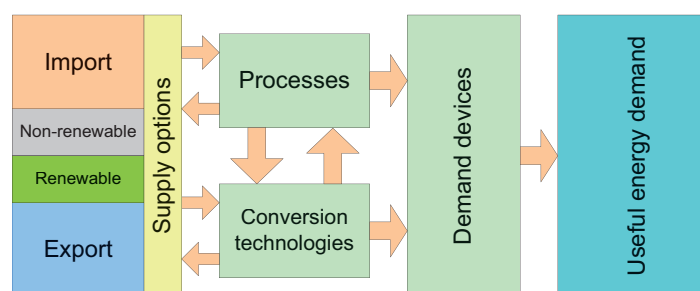 Import
Non-renewable
Renewable
Export
Supply options
Processes
Conversion
technologies
Demand devices
Useful energy demand